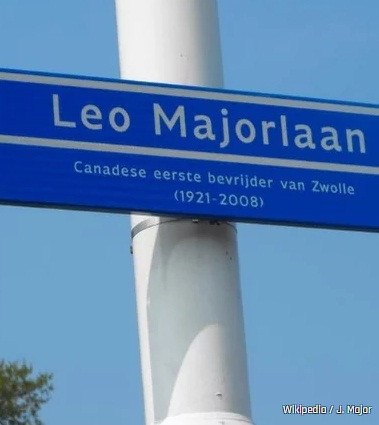 Leo Majorlaan
Canadese eerste bevrijder van Zwolle
(1921-2008)
Wikipedia / J. Major